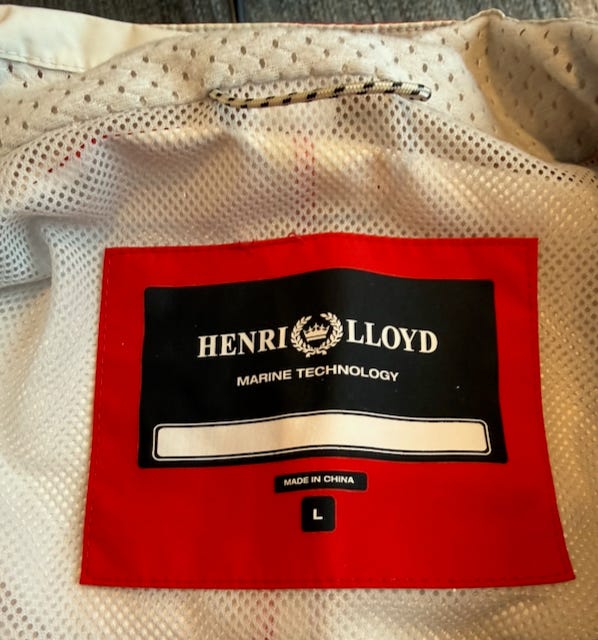 HENRI LLOYD
MARINE TECHNOLOGY
MADE IN CHINA
L